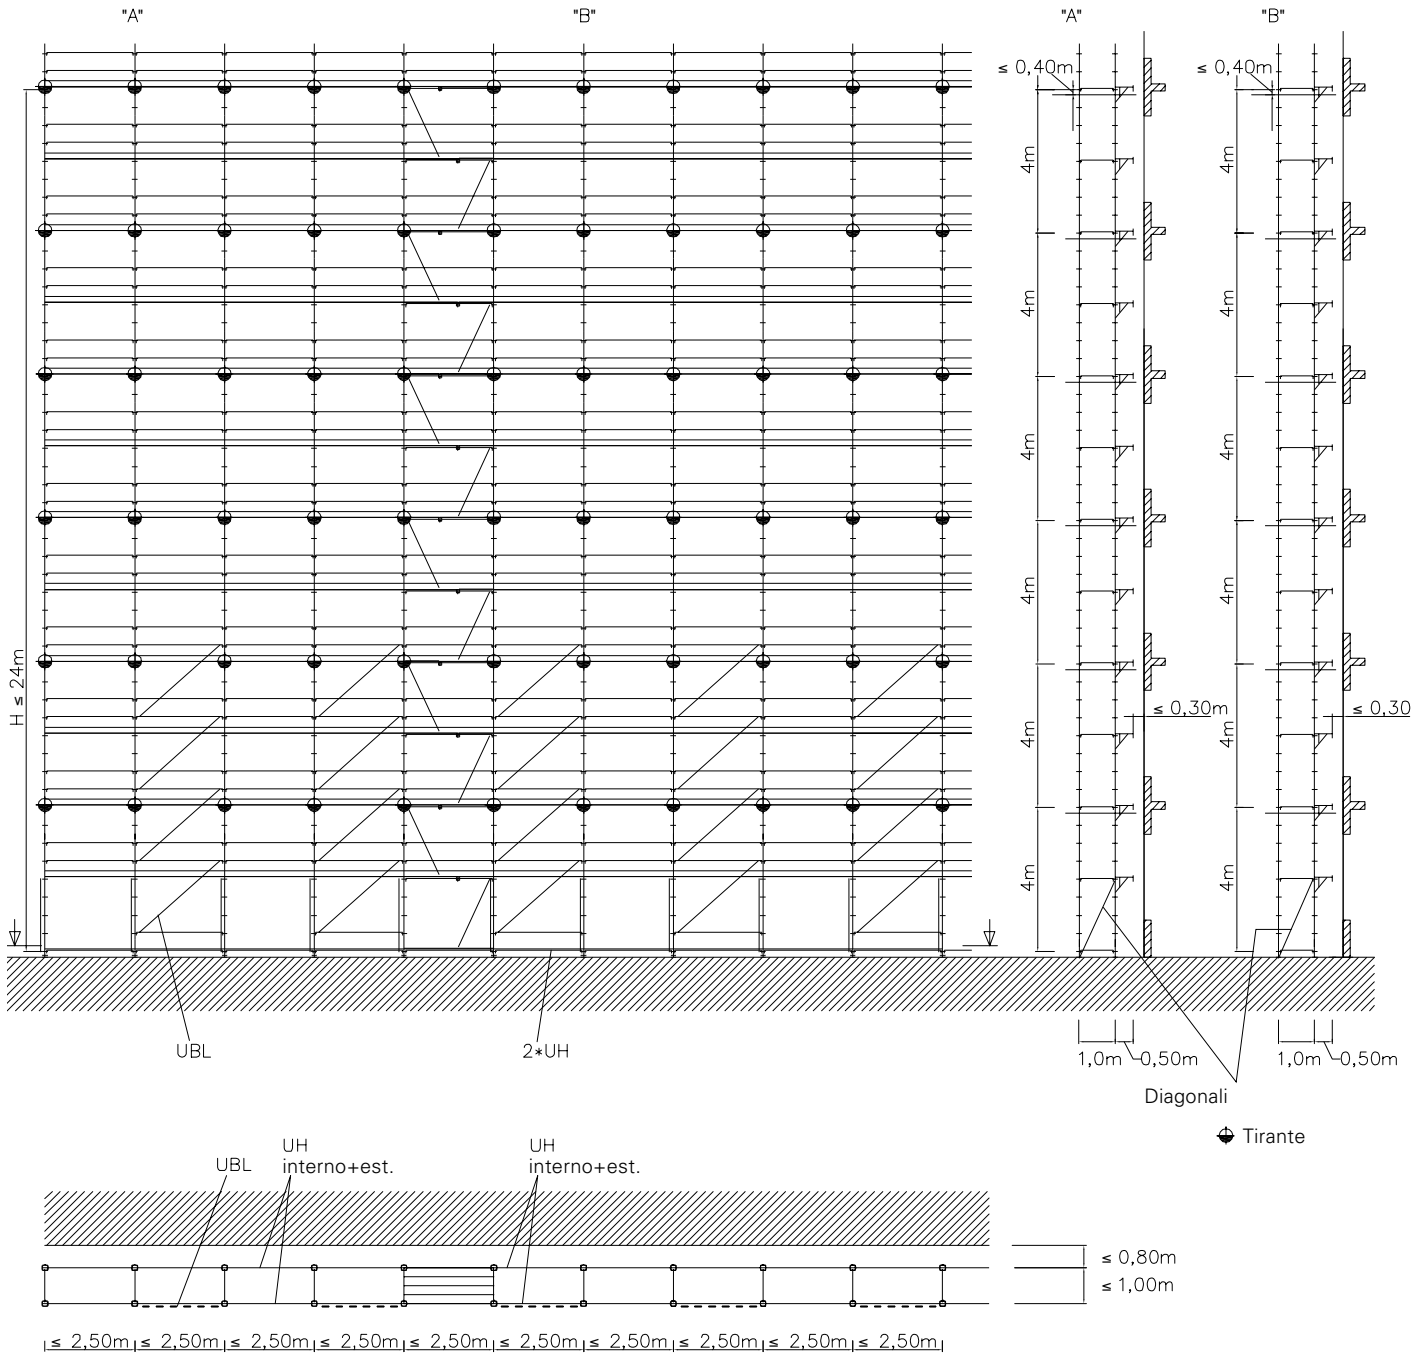 "A" "B" "A" "B"
≤ 0,40m ≤ 0,40m
4m 4m
4m 4m
4m 4m
4m 4m
H ≤ 24m
≤ 0,30m ≤ 0,30
4m 4m
4m 4m
UBL 2*UH
1,0m 0,50m 1,0m 0,50m
Diagonali
Tirante
UBL UH UH
interno+est. interno+est.
≤ 0,80m
≤ 1,00m
≤ 2,50m ≤ 2,50m ≤ 2,50m ≤ 2,50m ≤ 2,50m ≤ 2,50m ≤ 2,50m ≤ 2,50m ≤ 2,50m ≤ 2,50m